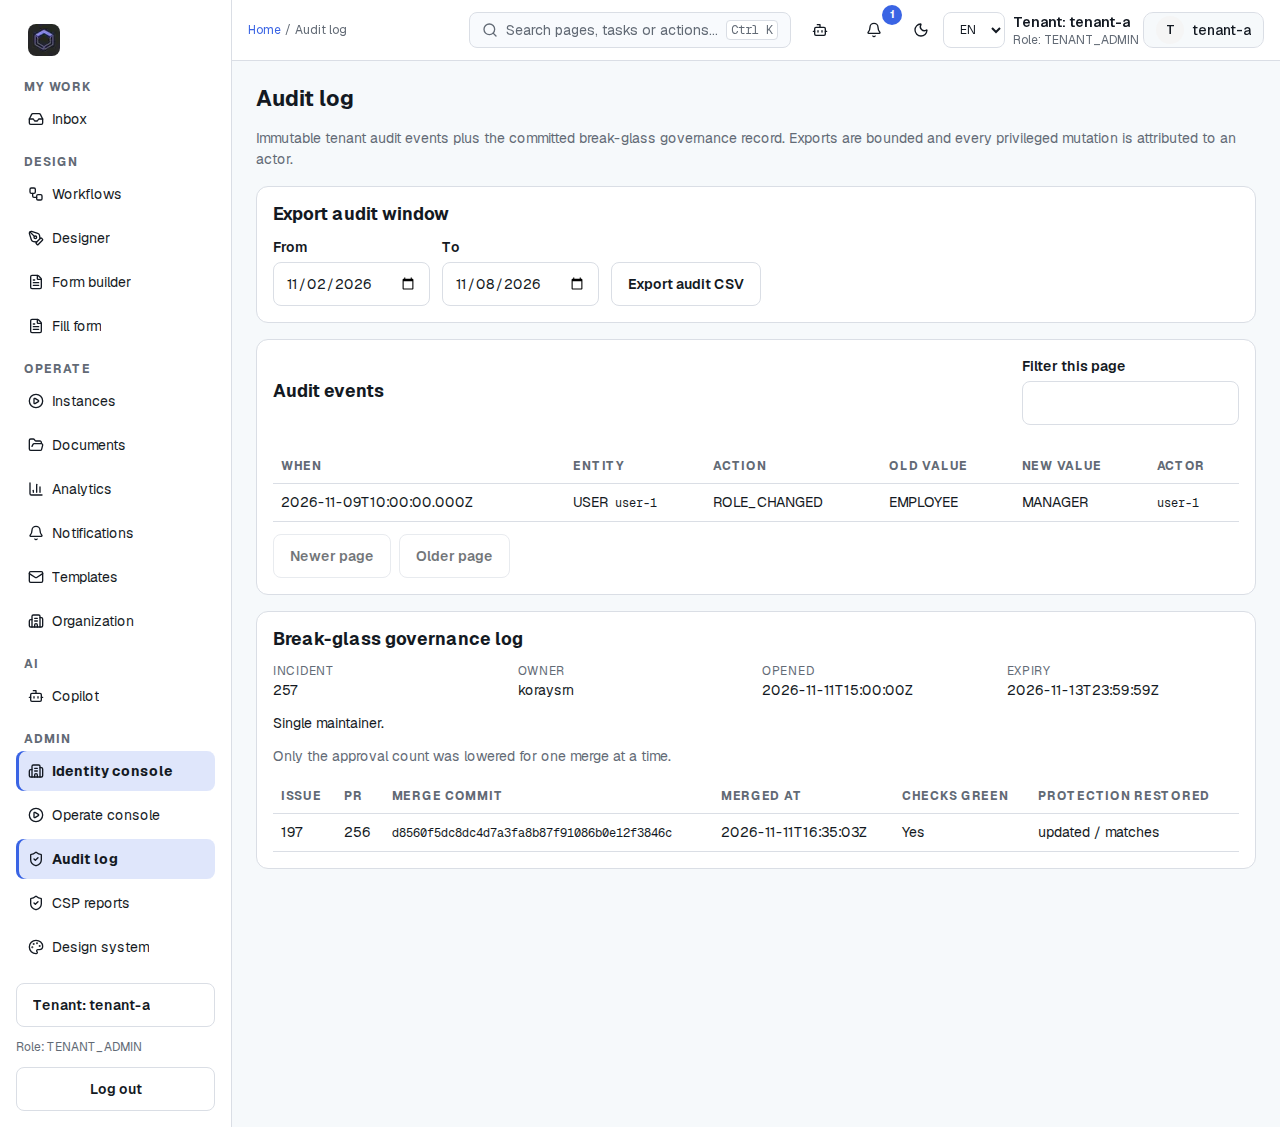 MY WORK
Inbox
DESIGN
Workflows
Designer
Form builder
Fill form
OPERATE
Instances
Documents
Analytics
Notifications
Templates
Organization
AI
Copilot
ADMIN
Identity console
Operate console
Audit log
CSP reports
Design system
Tenant: tenant-a
Role: TENANT_ADMIN
Log out
Home / Audit log
Search pages, tasks or actions... Ctrl K
1
EN
Tenant: tenant-a
Role: TENANT_ADMIN
T tenant-a
Audit log
Immutable tenant audit events plus the committed break-glass governance record. Exports are bounded and every privileged mutation is attributed to an
actor.
Export audit window
From To
11/02/2026 11/08/2026 Export audit CSV
Audit events
Filter this page
WHEN ENTITY ACTION OLD VALUE NEW VALUE ACTOR
2026-11-09T10:00:00.000Z USER user-1 ROLE_CHANGED EMPLOYEE MANAGER user-1
Newer page Older page
Break-glass governance log
INCIDENT OWNER OPENED EXPIRY
257 koraysm 2026-11-11T15:00:00Z 2026-11-13T23:59:59Z
Single maintainer.
Only the approval count was lowered for one merge at a time.
ISSUE PR MERGE COMMIT MERGED AT CHECKS GREEN PROTECTION RESTORED
197 256 d8560f5dc8dc4d7a3fa8b87f91086b0e12f3846c 2026-11-11T16:35:03Z Yes updated / matches